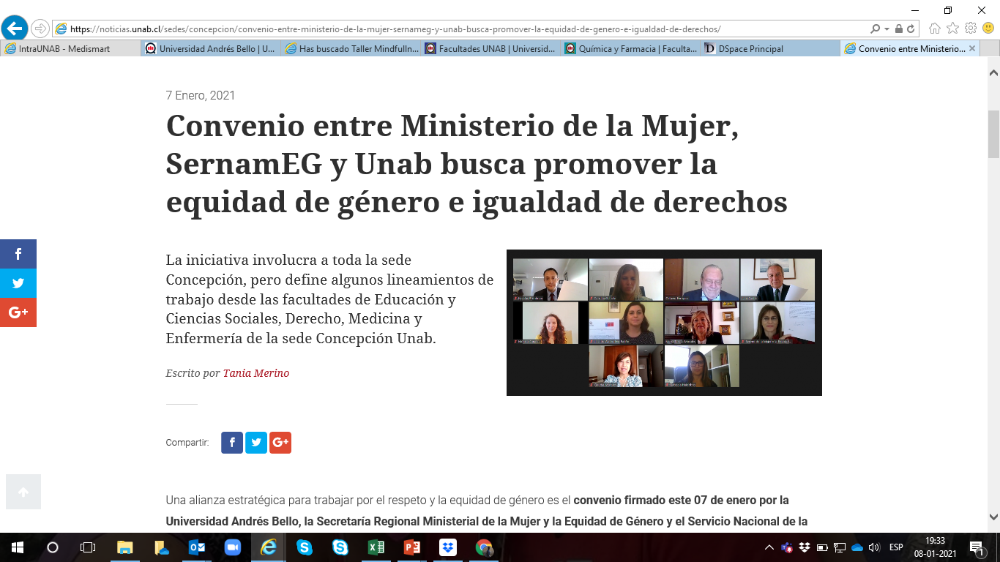 https://noticias.unab.cl/sedes/concepcion/convenio-entre-ministerio-de-la-mujer-sernameg-y-unab-busca-promover-la-equidad-de-genero-e-igualdad-de-derechos/
IntraUNAB - Medismart
Universidad Andrés Bello | U...
Has buscado Taller Mindfulln...
Facultades UNAB | Universid...
Química y Farmacia | Faculta...
DSpace Principal
Convenio entre Ministerio...
7 Enero, 2021
Convenio entre Ministerio de la Mujer,
SernamEG y Unab busca promover la
equidad de género e igualdad de derechos
La iniciativa involucra a toda la sede
Concepción, pero define algunos lineamientos de
trabajo desde las facultades de Educación y
Ciencias Sociales, Derecho, Medicina y
Enfermería de la sede Concepción Unab.
Escrito por Tania Merino
Compartir:
Una alianza estratégica para trabajar por el respeto y la equidad de género es el convenio firmado este 07 de enero por la
Universidad Andrés Bello, la Secretaría Regional Ministerial de la Mujer y la Equidad de Género y el Servicio Nacional de la
ESP
19:33
08-01-2021
1